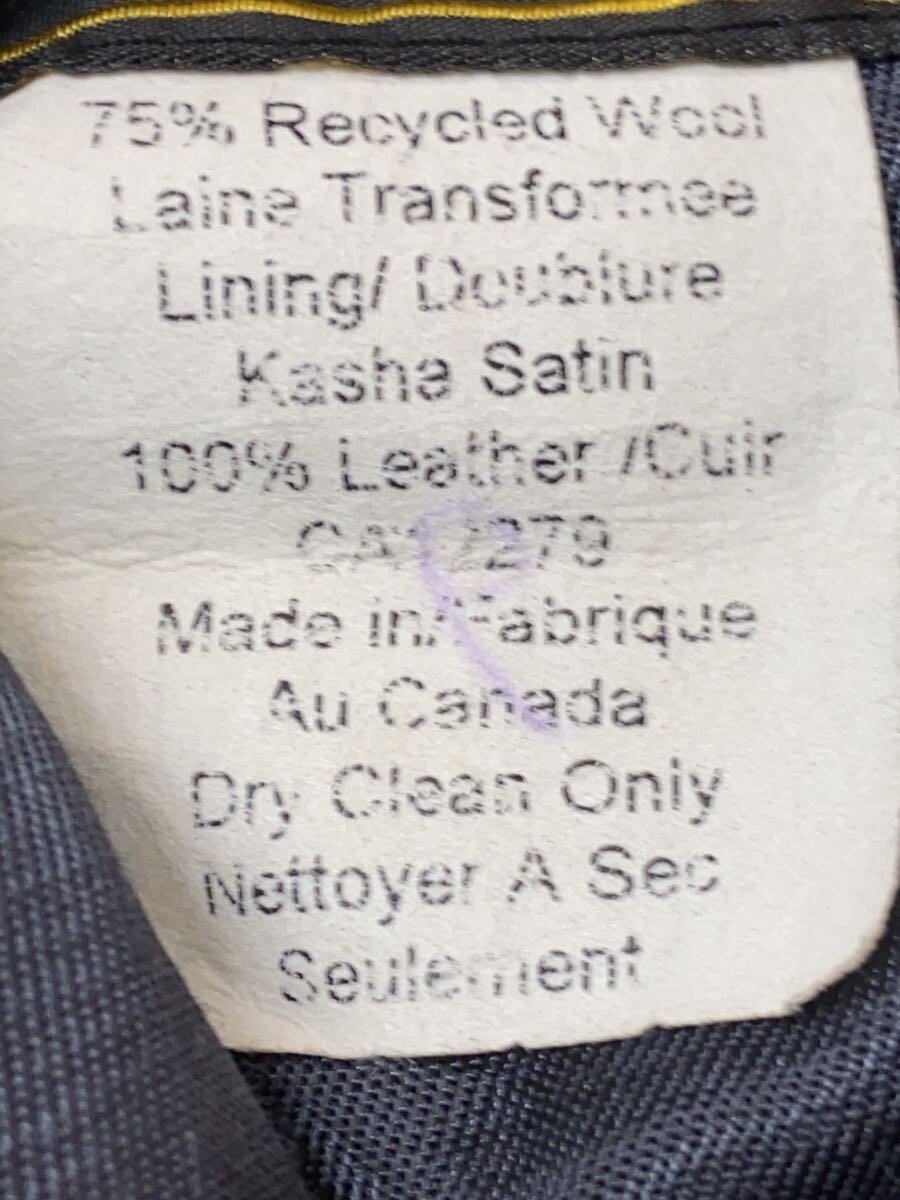 75% Recycled Wool
Laine Transformee
Lining/ Doublure
Kasha Satin
100% Leather /Cuir
Made in/Fabrique
Au Canada
Dry Clean Only
Nettoyer A Sec
Seulement